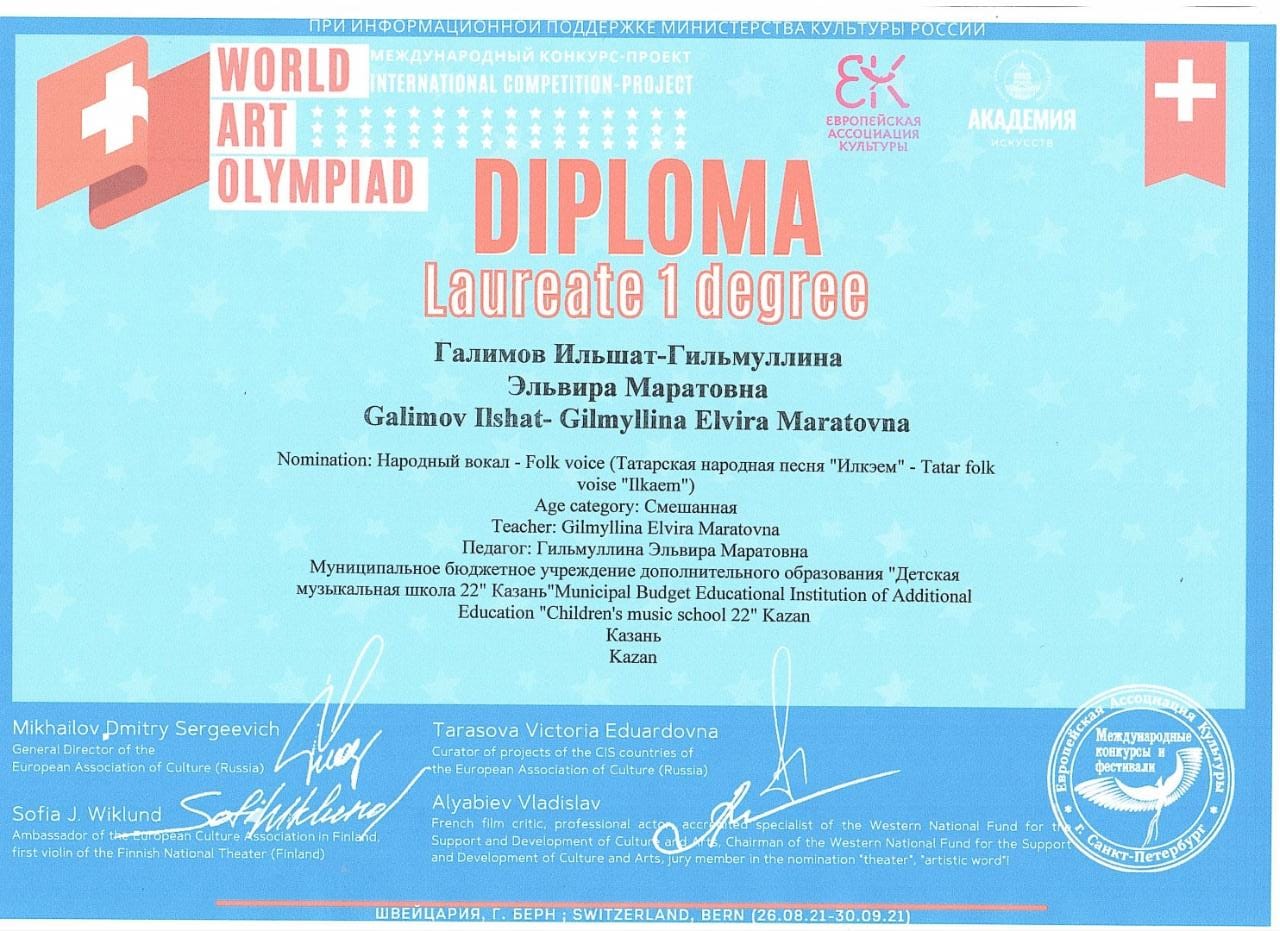 ПРИ ИНФОРМАЦИОННОЙ ПОДДЕРЖКЕ МИНИСТЕРСТВА КУЛЬТУРЫ РОССИИ
WORLD
ART
OLYMPIAD
МЕЖДУНАРОДНЫЙ КОНКУРС-ПРОЕКТ
INTERNATIONAL COMPETITION-PROJECT
ЕК
ЕВРОПЕЙСКАЯ
АССОЦИАЦИЯ
КУЛЬТУРЫ
АКАДЕМИЯ
ИСКУССТВ
DIPLOMA
Laureate 1 degree
Галимов Ильшат-Гильмуллина
Эльвира Маратовна
Galimov Ilshat- Gilmyllina Elvira Maratovna
Nomination: Народный вокал - Folk voice (Татарская народная песня "Илкэем" - Tatar folk
voise "Ilkaem")
Age category: Смешанная
Teacher: Gilmyllina Elvira Maratovna
Педагог: Гильмуллина Эльвира Маратовна
Муниципальное бюджетное учреждение дополнительного образования "Детская
музыкальная школа 22" Казань"Municipal Budget Educational Institution of Additional
Education "Children's music school 22" Kazan
Казань
Kazan
Mikhailov Dmitry Sergeevich
General Director of the
European Association of Culture (Russia)
Sofia J. Wiklund
Ambassador of the European Culture Association in Finland,
first violin of the Finnish National Theater (Finland)
Tarasova Victoria Eduardovna
Curator of projects of the CIS countries of
the European Association of Culture (Russia)
Alyabiev Vladislav
French film critic, professional actor, accredited specialist of the Western National Fund for the
Support and Development of Culture and Arts, Chairman of the Western National Fund for the Support
and Development of Culture and Arts, jury member in the nomination "theater", "artistic word"!
Европейская Ассоциация Культуры
Международные
конкурсы и
фестивали
г. Санкт-Петербург
ШВЕЙЦАРИЯ, Г. БЕРН ; SWITZERLAND, BERN (26.08.21-30.09.21)